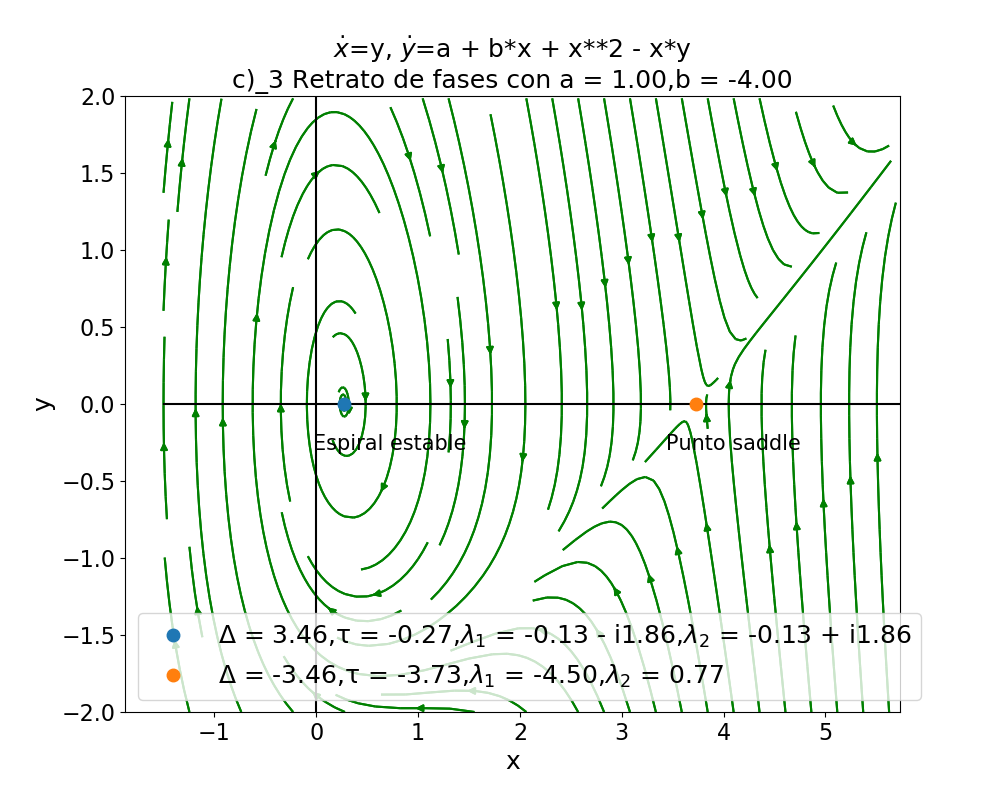 ẋ=y, ẏ=a + b*x + x**2 - x*y
c)_3 Retrato de fases con a = 1.00,b = -4.00
2.0
1.5
1.0
0.5
0.0
−0.5
−1.0
−1.5
−2.0
y
Espiral estable
Punto saddle
Δ = 3.46,τ = -0.27,λ₁ = -0.13 - i1.86,λ₂ = -0.13 + i1.86
Δ = -3.46,τ = -3.73,λ₁ = -4.50,λ₂ = 0.77
−1 0 1 2 3 4 5
x